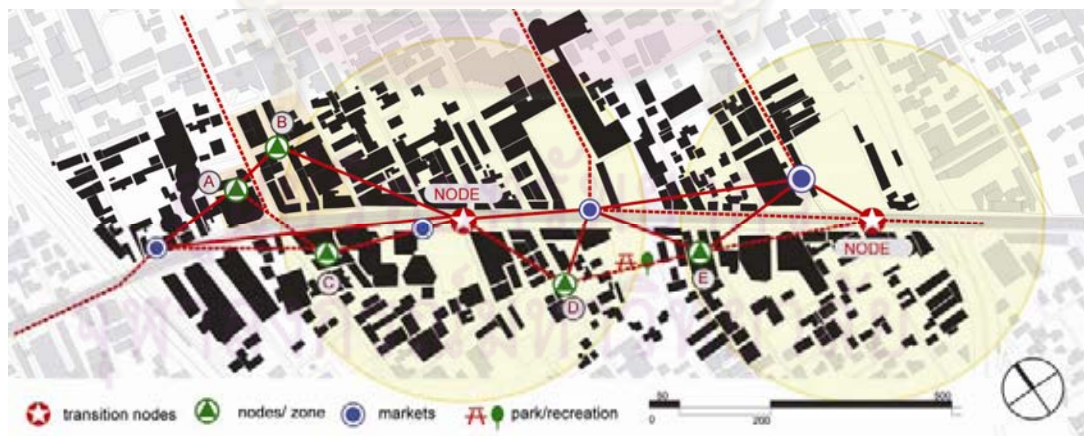 B
A
NODE
NODE
C
E
D
transition nodes nodes/ zone markets park/recreation
50 500
0 200